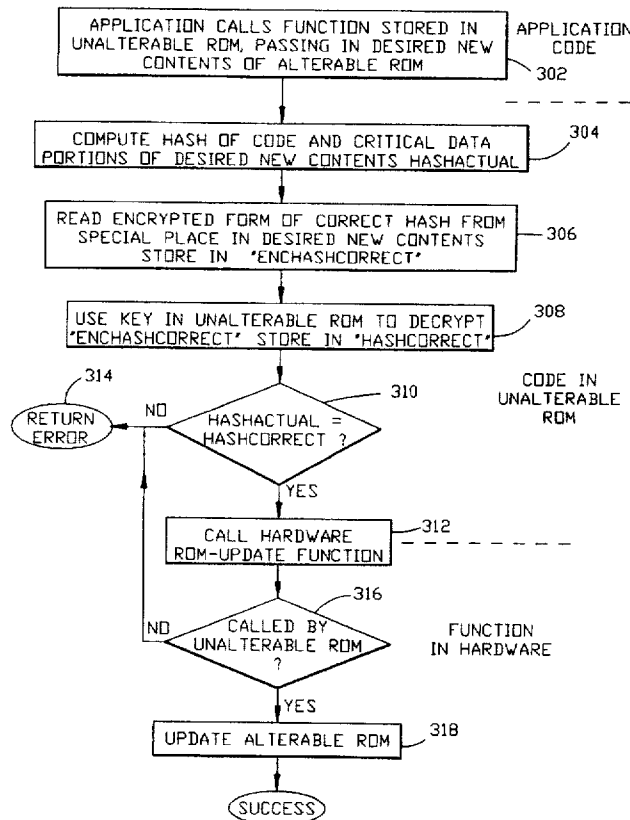 APPLICATION CALLS FUNCTION STORED IN
UNALTERABLE ROM, PASSING IN DESIRED NEW
CONTENTS OF ALTERABLE ROM
302
APPLICATION
CODE
COMPUTE HASH OF CODE AND CRITICAL DATA
PORTIONS OF DESIRED NEW CONTENTS HASHACTUAL
304
READ ENCRYPTED FORM OF CORRECT HASH FROM
SPECIAL PLACE IN DESIRED NEW CONTENTS
STORE IN "ENCHASHCORRECT"
306
USE KEY IN UNALTERABLE ROM TO DECRYPT
"ENCHASHCORRECT" STORE IN "HASHCORRECT"
308
314
RETURN
ERROR
NO
HASHACTUAL =
HASHCORRECT
?
310
CODE IN
UNALTERABLE
ROM
YES
CALL HARDWARE
ROM-UPDATE FUNCTION
312
316
NO
CALLED BY
UNALTERABLE ROM
?
FUNCTION
IN HARDWARE
YES
UPDATE ALTERABLE ROM
318
SUCCESS